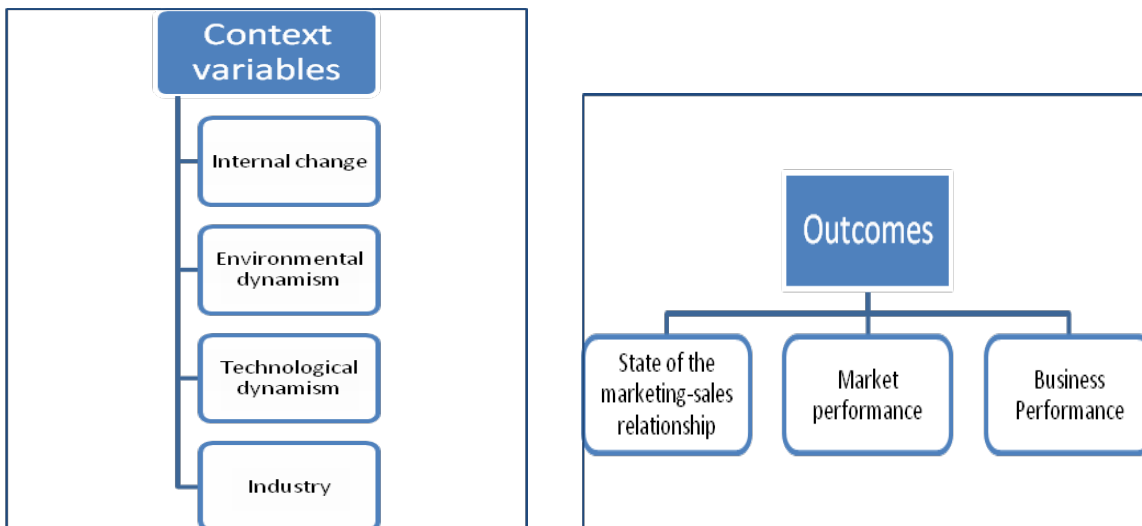 Context
variables
Internal change
Environmental
dynamism
Technological
dynamism
Industry
Outcomes
State of the
marketing-sales
relationship
Market
performance
Business
Performance